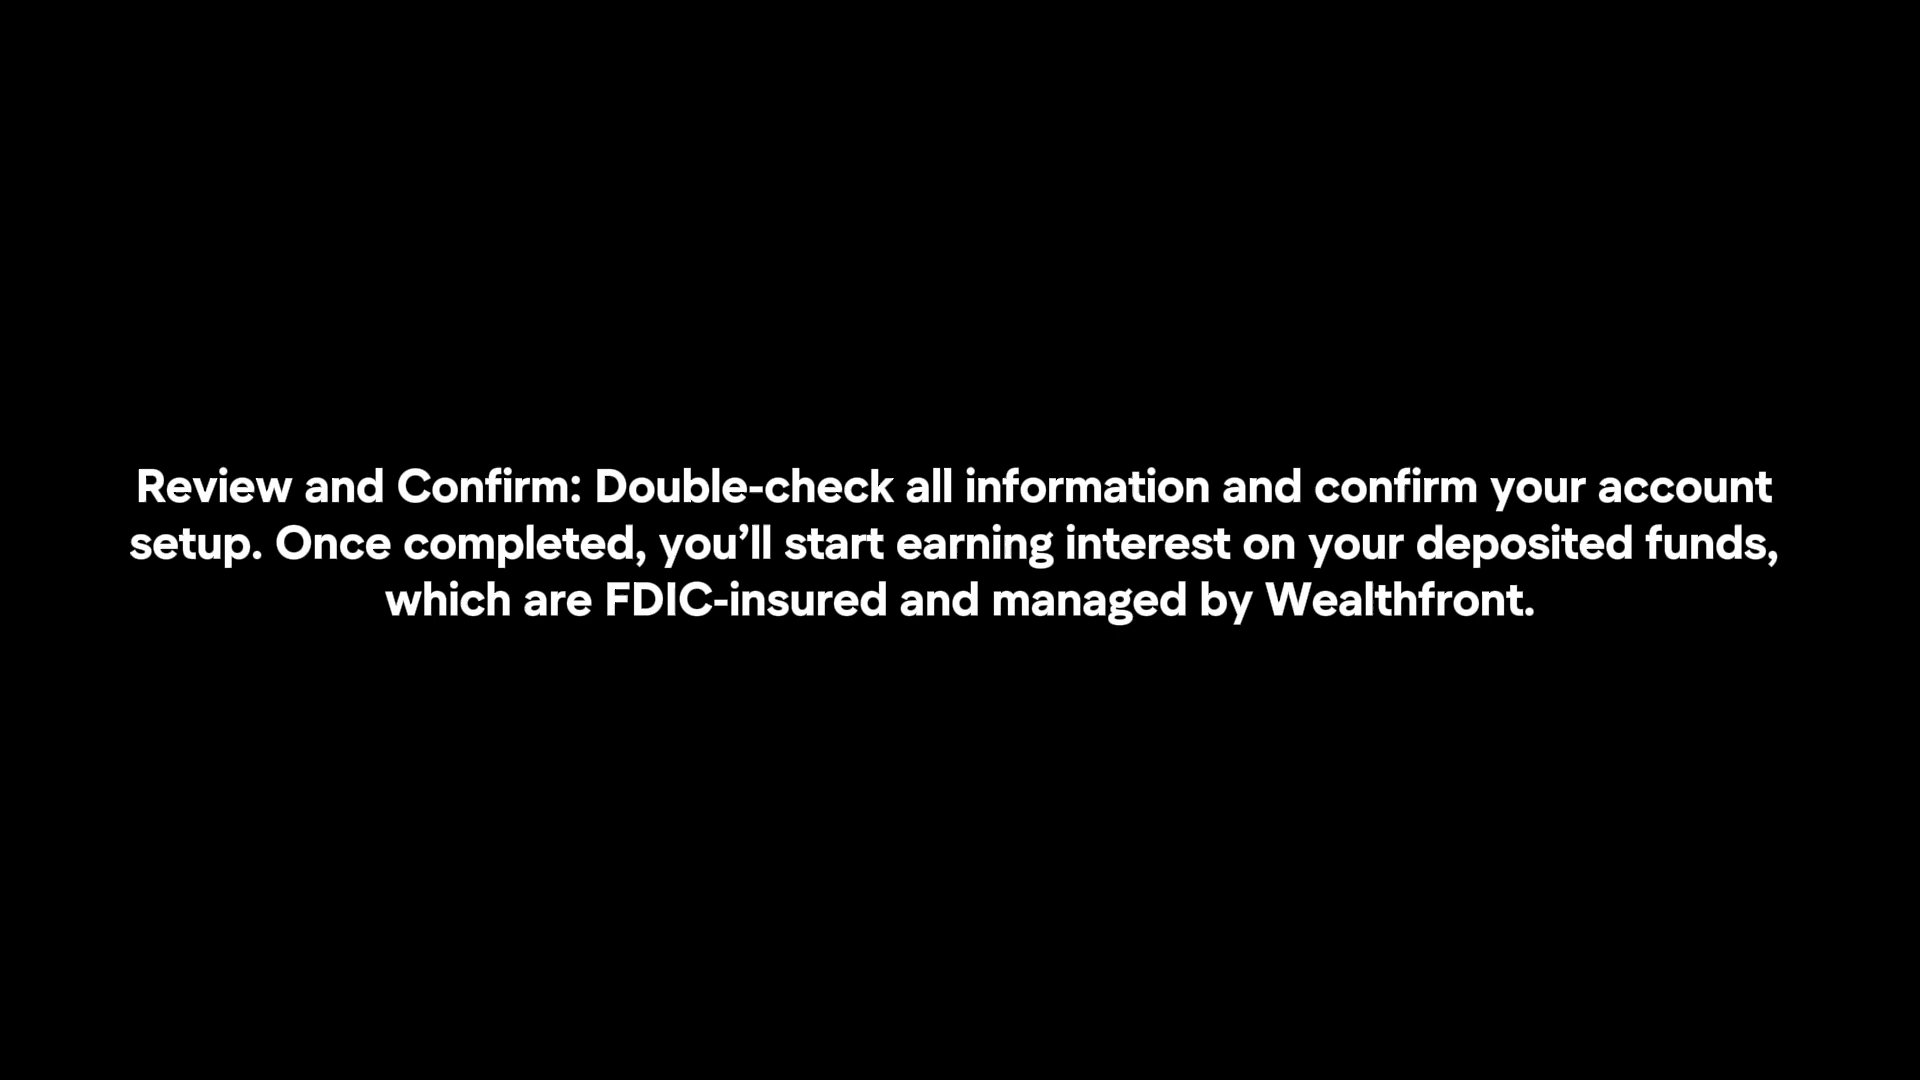 Review and Confirm: Double-check all information and confirm your account
setup. Once completed, you’ll start earning interest on your deposited funds,
which are FDIC-insured and managed by Wealthfront.